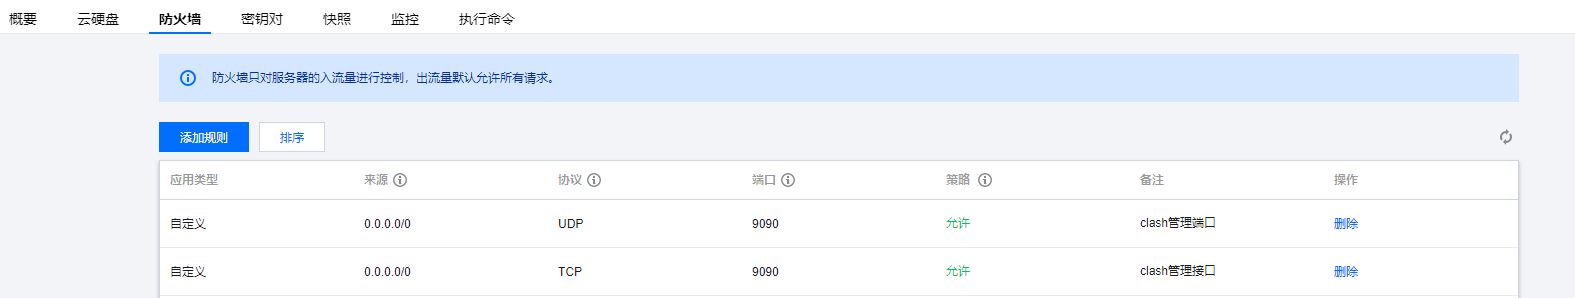 概要 云硬盘 防火墙 密钥对 快照 监控 执行命令
防火墙只对服务器的入流量进行控制，出流量默认允许所有请求。
添加规则 排序
应用类型 来源 协议 端口 策略 备注 操作
自定义 0.0.0.0/0 UDP 9090 允许 clash管理端口 删除
自定义 0.0.0.0/0 TCP 9090 允许 clash管理接口 删除